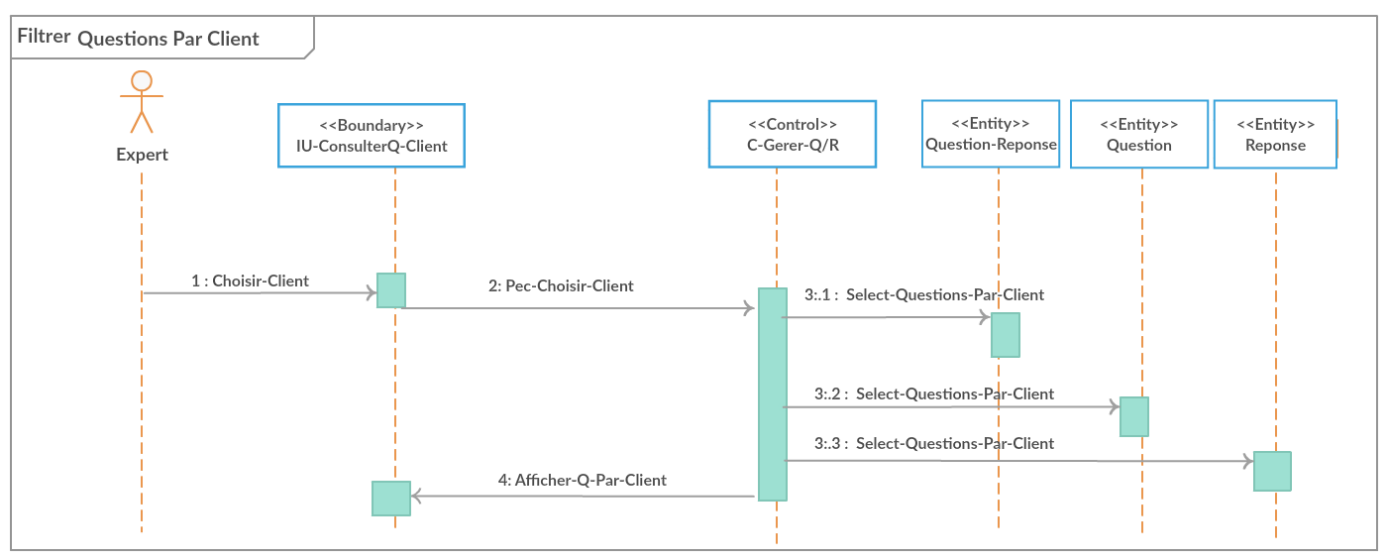 Filtrer Questions Par Client
Expert
<<Boundary>>
IU-ConsulterQ-Client
<<Control>>
C-Gerer-Q/R
<<Entity>>
Question-Reponse
<<Entity>>
Question
<<Entity>>
Reponse
1 : Choisir-Client
2: Pec-Choisir-Client
3:.1 : Select-Questions-Par-Client
3:.2 : Select-Questions-Par-Client
3:.3 : Select-Questions-Par-Client
4: Afficher-Q-Par-Client